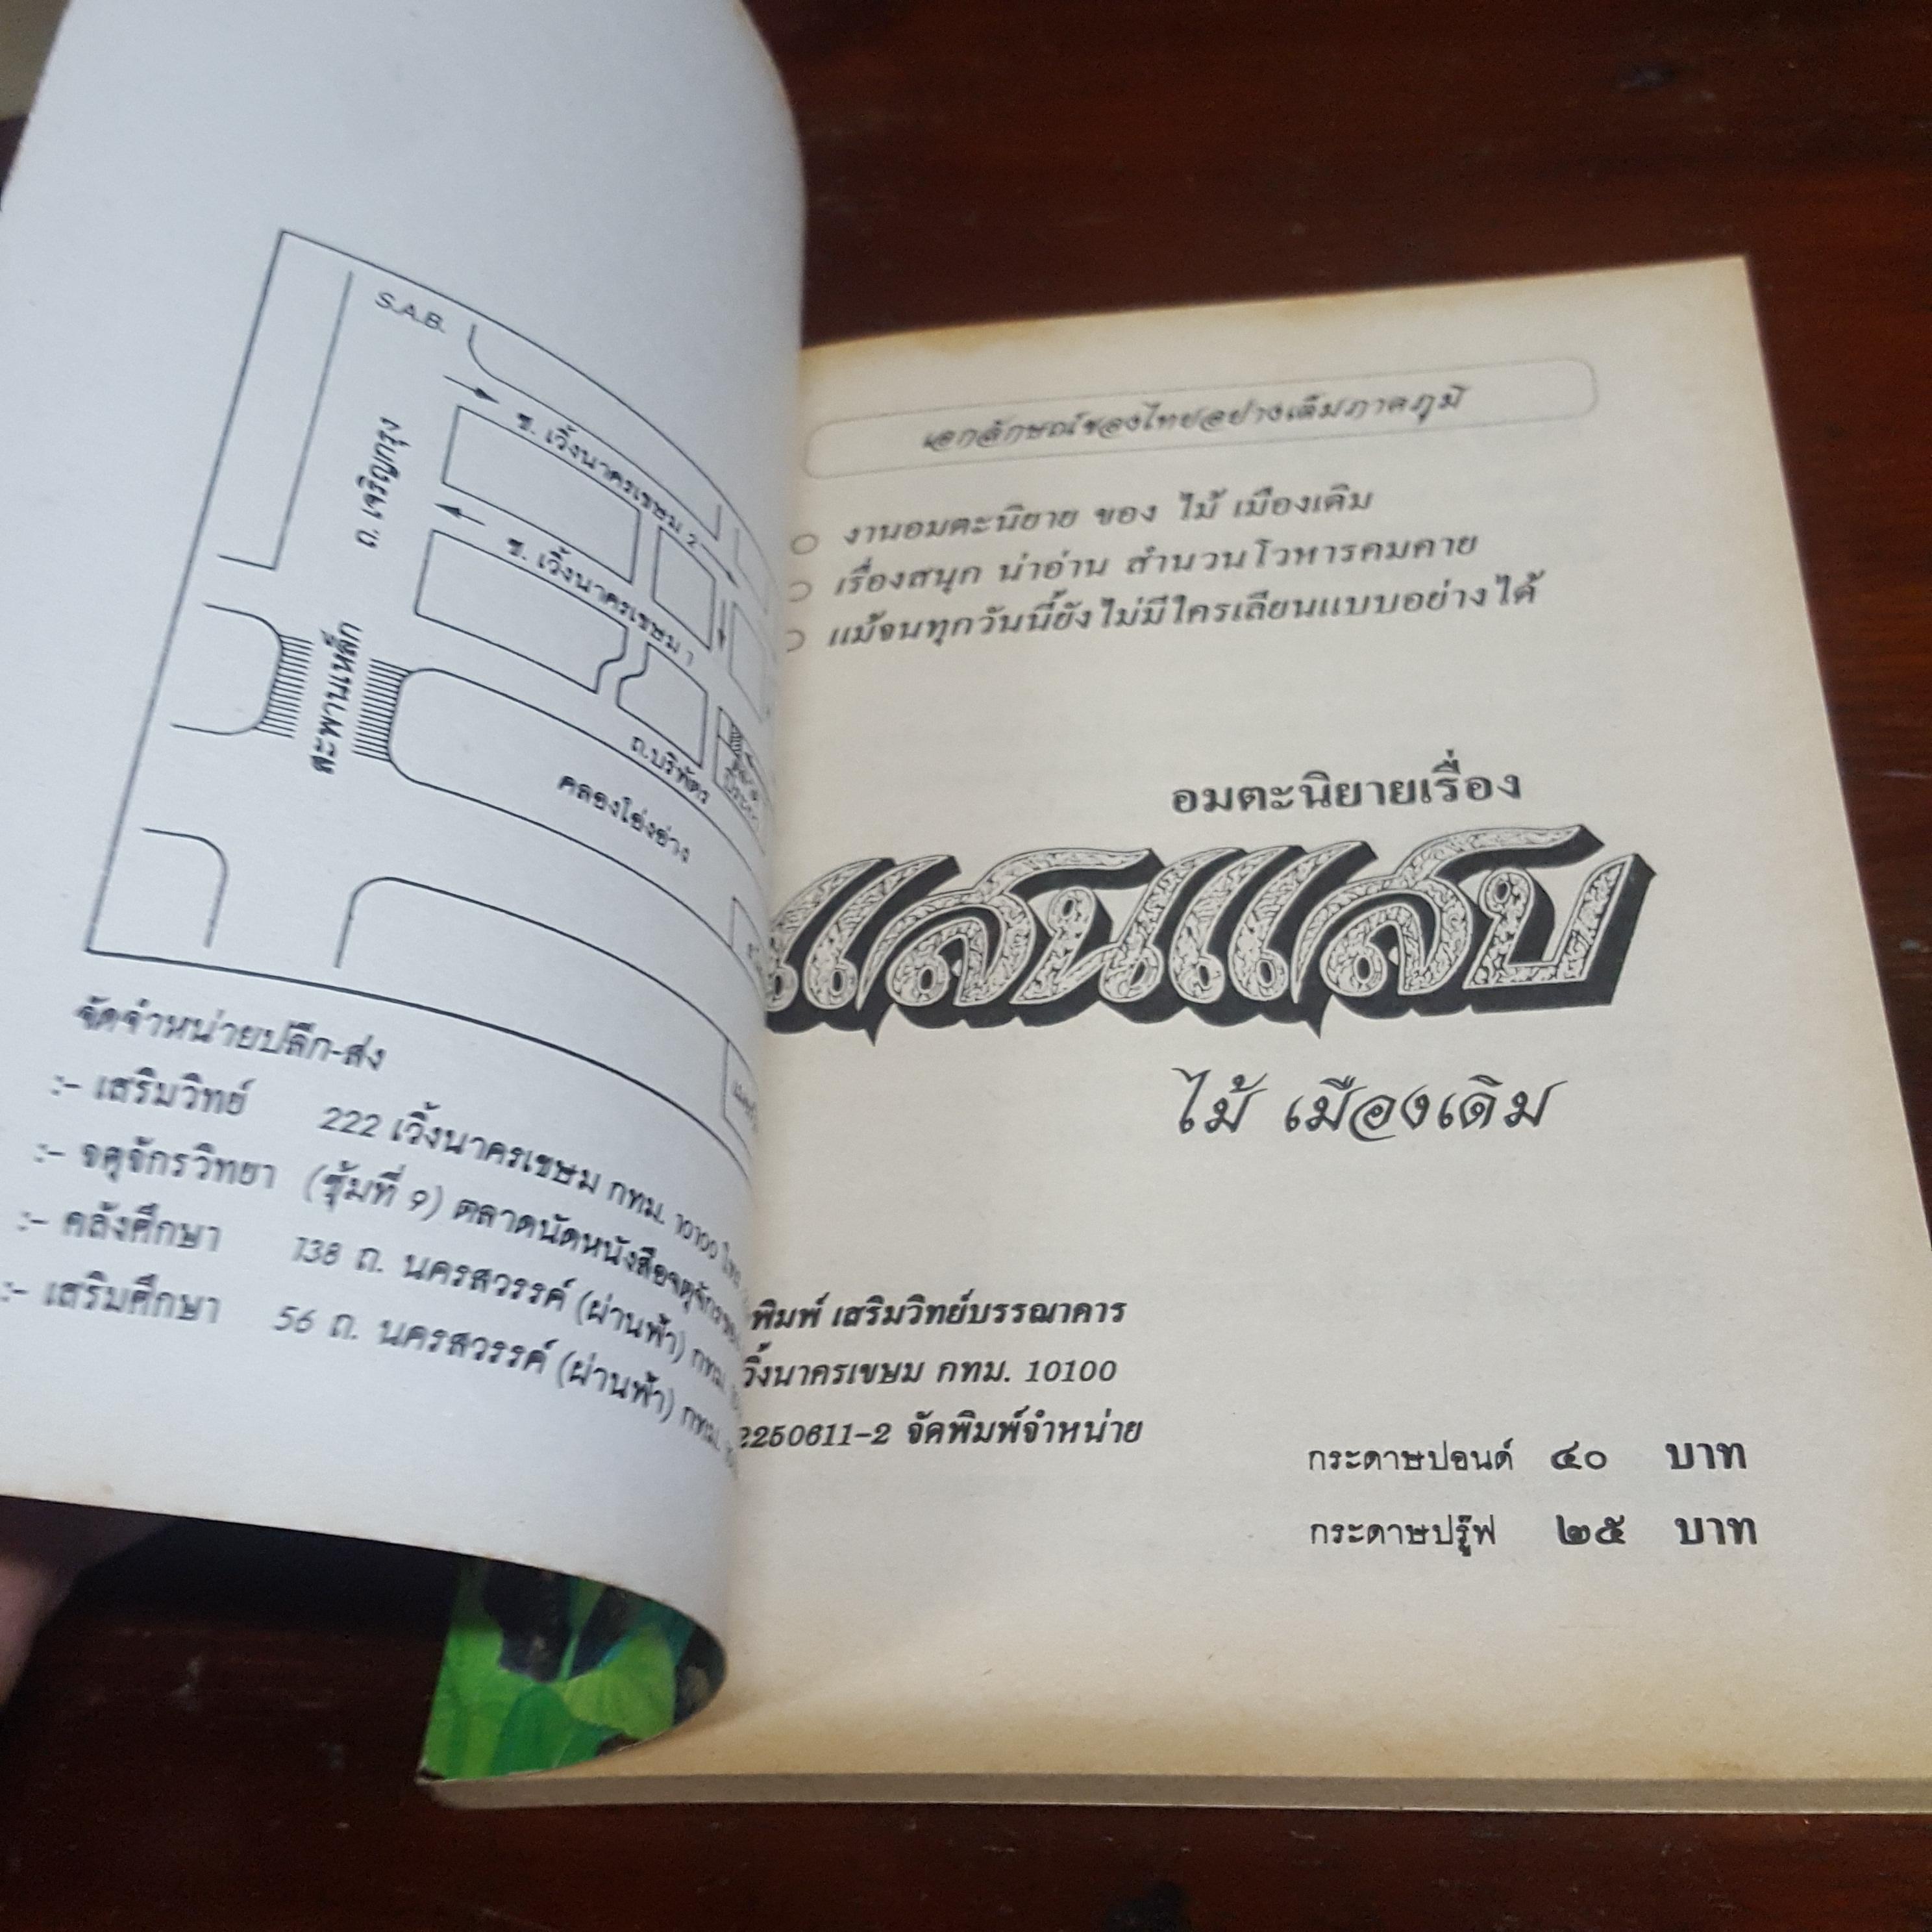 S.A.B.
ซ. เวิ้งนาครเขษม 2
ถ. เจริญกรุง
ซ. เวิ้งนาครเขษม 1
สะพานเหล็ก
ถ.บริพัตร
คลองโอ่งอ่าง
จัดจำหน่ายปลีก-ส่ง
:- เสริมวิทย์ 222 เวิ้งนาครเขษม กทม. 10100 โทร
:- จตุจักรวิทยา (ซุ้มที่ ๑) ตลาดนัดหนังสือจตุจักร
:- คลังศึกษา 138 ถ. นครสวรรค์ (ผ่านฟ้า) กทม.
:- เสริมศึกษา 56 ถ. นครสวรรค์ (ผ่านฟ้า) กทม.
เอกลักษณ์ของไทยอย่างเต็มภาคภูมิ
งานอมตะนิยาย ของ ไม้ เมืองเดิม
เรื่องสนุก น่าอ่าน สำนวนโวหารคมคาย
แม้จนทุกวันนี้ยังไม่มีใครเลียนแบบอย่างได้
อมตะนิยายเรื่อง
แสนแสบ
ไม้ เมืองเดิม
พิมพ์ เสริมวิทย์บรรณาคาร
วิ้งนาครเขษม กทม. 10100
2250611-2 จัดพิมพ์จำหน่าย
กระดาษปอนด์ ๔๐ บาท
กระดาษปรู๊ฟ ๒๕ บาท